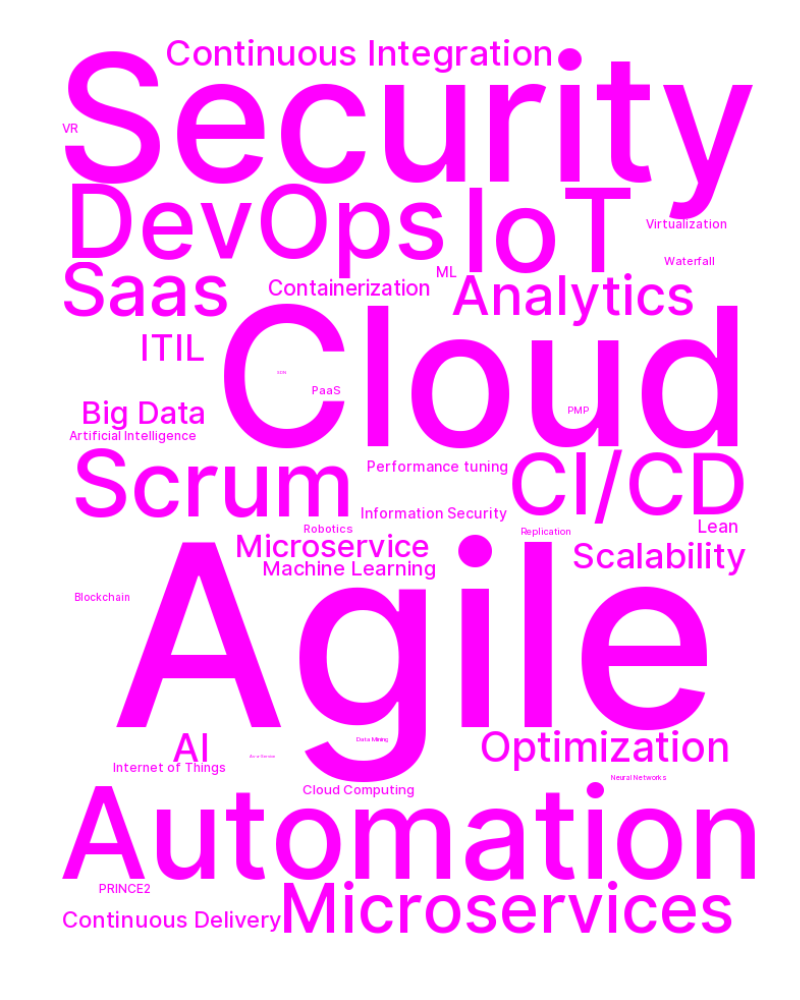 Continuous Integration
Security
VR
DevOps
IoT
Virtualization
Waterfall
ML
Saas
Containerization
Analytics
ITIL
Cloud
PaaS
Big Data
PMP
Artificial Intelligence
Scrum
Performance tuning
CI/CD
Information Security
Lean
Robotics
Replication
Microservice
Scalability
Machine Learning
Agile
Blockchain
AI
Data Mining
Optimization
Internet of Things
Neural Networks
Cloud Computing
Automation
PRINCE2
Microservices
Continuous Delivery